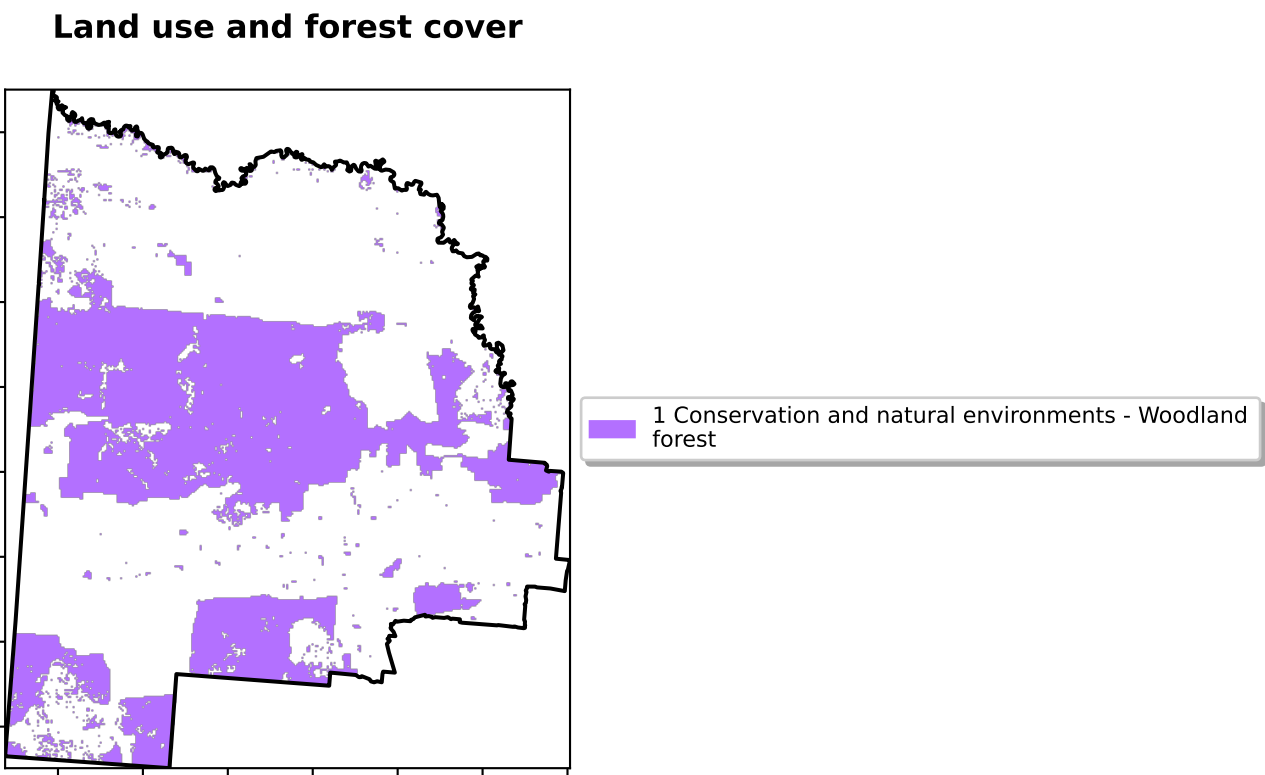 Land use and forest cover
1 Conservation and natural environments - Woodland
forest